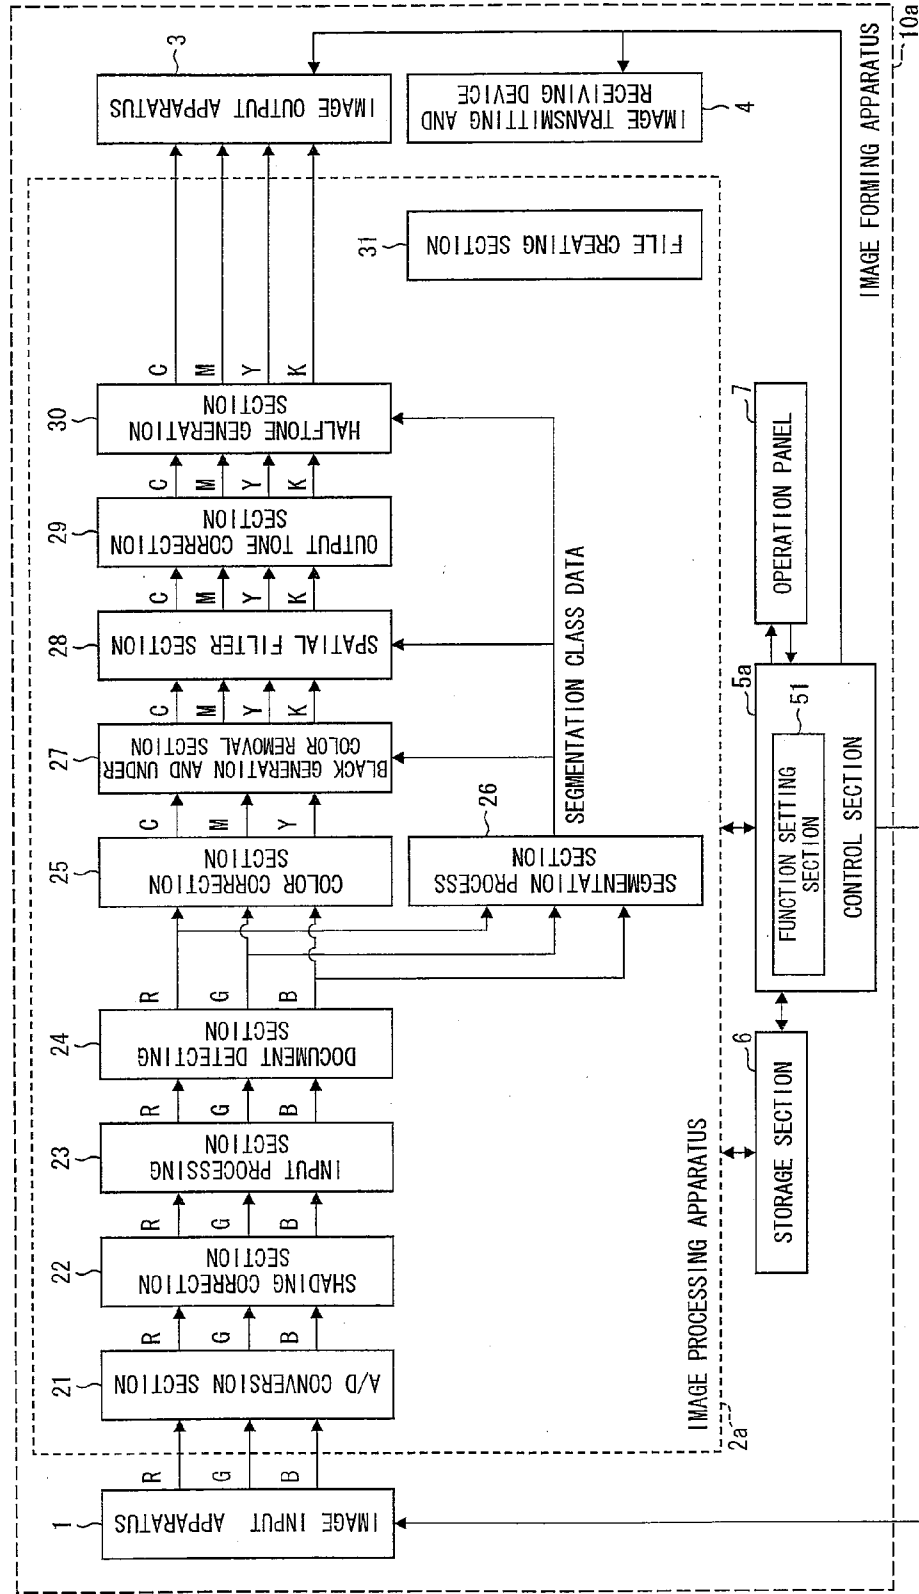 1
IMAGE INPUT APPARATUS
R
G
B
21
A/D CONVERSION SECTION
R
G
B
22
SHADING CORRECTION
SECTION
R
G
B
23
INPUT PROCESSING
SECTION
R
G
B
24
DOCUMENT DETECTING
SECTION
R
G
B
25
COLOR CORRECTION
SECTION
C
M
Y
26
SEGMENTATION PROCESS
SECTION
SEGMENTATION CLASS DATA
27
BLACK GENERATION AND UNDER
COLOR REMOVAL SECTION
C
M
Y
K
28
SPATIAL FILTER SECTION
C
M
Y
K
29
OUTPUT TONE CORRECTION
SECTION
C
M
Y
K
30
HALFTONE GENERATION
SECTION
C
M
Y
K
31
FILE CREATING SECTION
3
IMAGE OUTPUT APPARATUS
IMAGE TRANSMITTING AND
RECEIVING DEVICE
4
IMAGE PROCESSING APPARATUS
2a
6
STORAGE SECTION
5a
51
FUNCTION SETTING
SECTION
CONTROL SECTION
7
OPERATION PANEL
IMAGE FORMING APPARATUS
10a